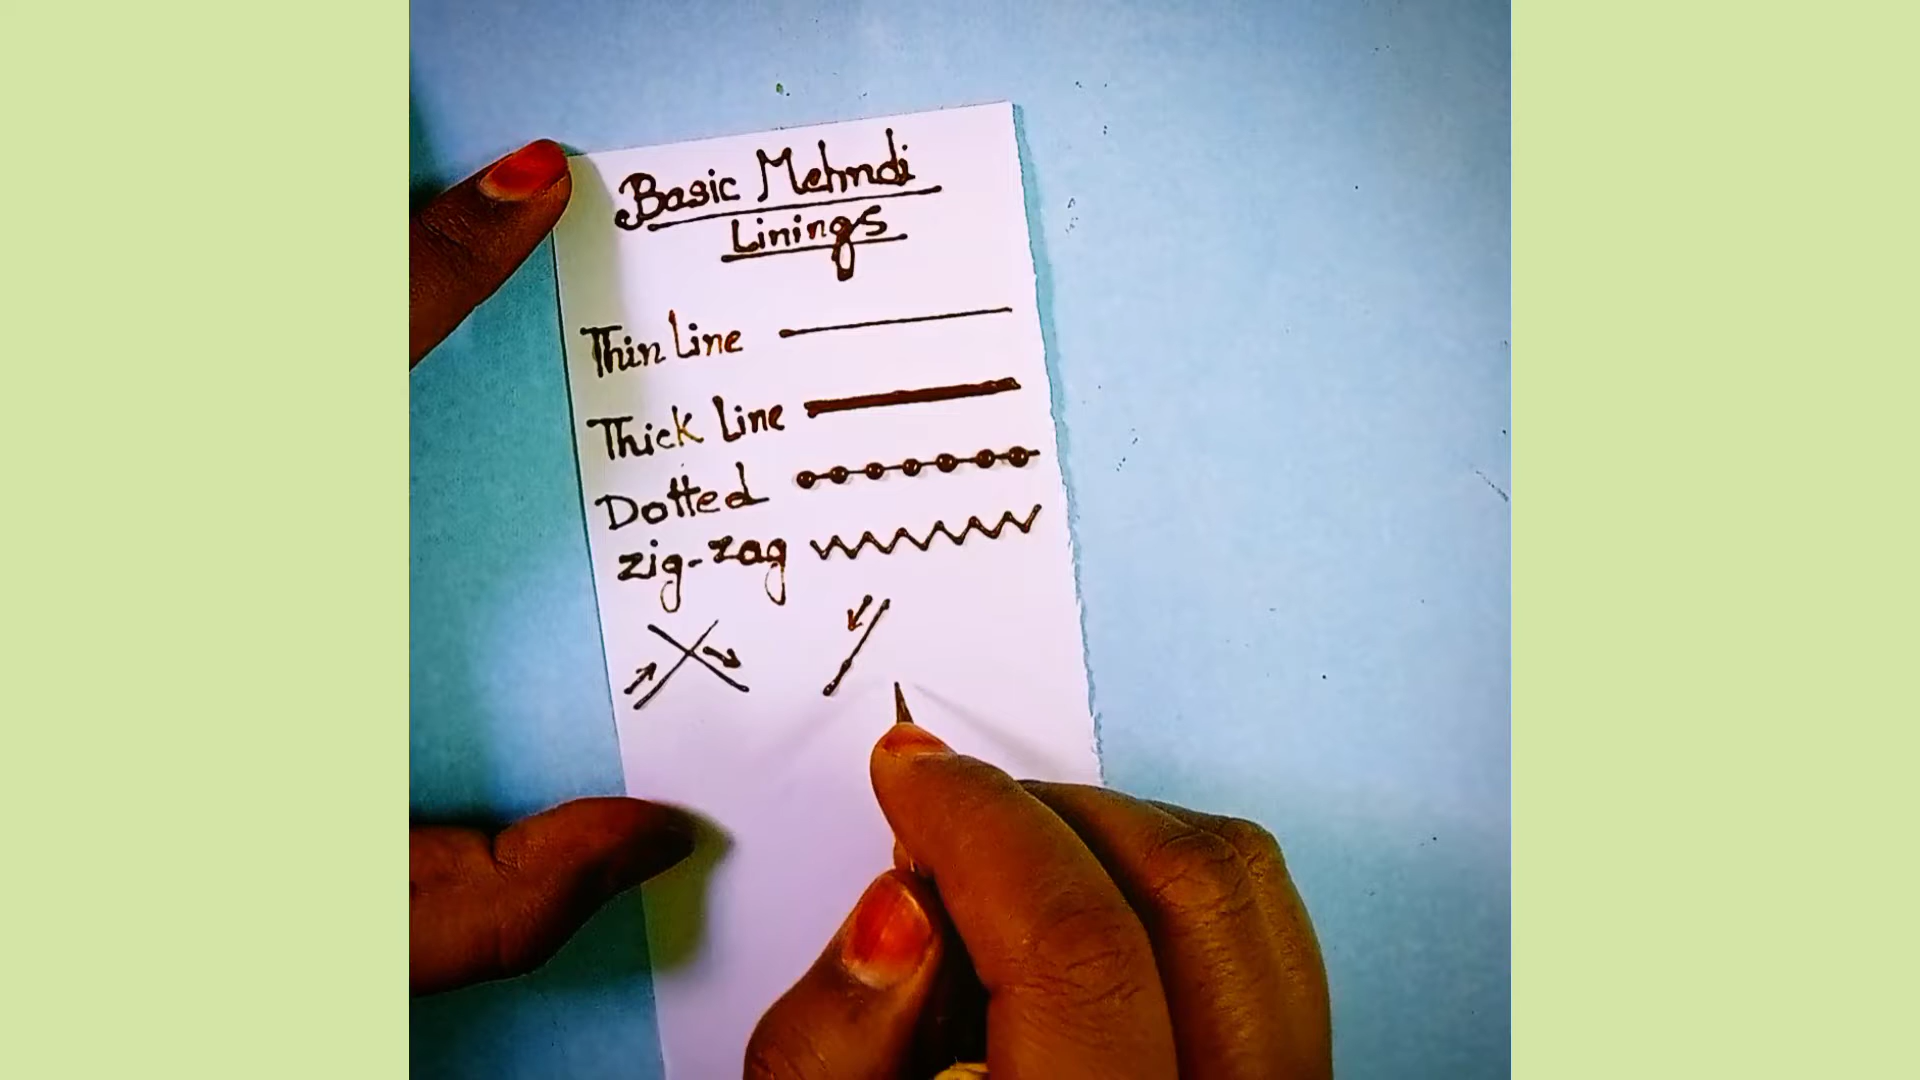 Basic Mehndi
Linings
Thin Line
Thick Line
Dotted
zig-zag